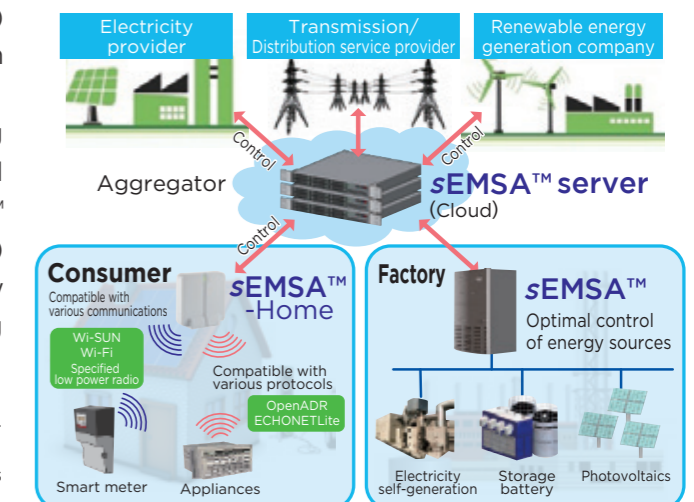 Electricity
provider
Transmission/
Distribution service provider
Renewable energy
generation company
Control
Control
Aggregator
sEMSA™ server
(Cloud)
Control
Consumer
Compatible with
various communications
sEMSA™
-Home
Wi-SUN
Wi-Fi
Specified
low power radio
Compatible with
various protocols
OpenADR
ECHONETLite
Smart meter
Appliances
Factory
sEMSA™
Optimal control
of energy sources
Electricity
self-generation
Storage
battery
Photovoltaics